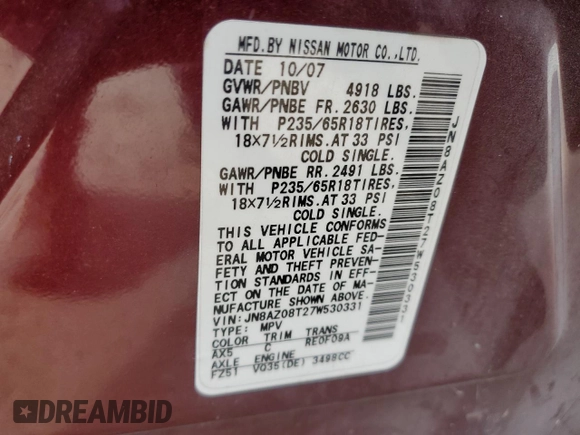 MFD.BY NISSAN MOTOR CO.,LTD.
DATE 10/07
GVWR/PNBV 4918 LBS.
GAWR/PNBE FR. 2630 LBS.
WITH P235/65R18TIRES,
18×7½RIMS.AT 33 PSI
COLD SINGLE.
GAWR/PNBE RR. 2491 LBS.
WITH P235/65R18TIRES,
18×7½RIMS.AT 33 PSI
COLD SINGLE.
THIS VEHICLE CONFORMS
TO ALL APPLICABLE FED-
ERAL MOTOR VEHICLE SA-
FETY AND THEFT PREVEN-
TION STANDARDS IN EFF-
ECT ON THE DATE OF MA-
NUFACTURE SHOWN ABOVE.
VIN:JN8AZ08T27W530331
TYPE: MPV
COLOR TRIM TRANS
AX5 C RE0F09A
AXLE ENGINE
FZ51 VQ35(DE) 3498CC
JN8AZ08T27W530331
DREAMBID